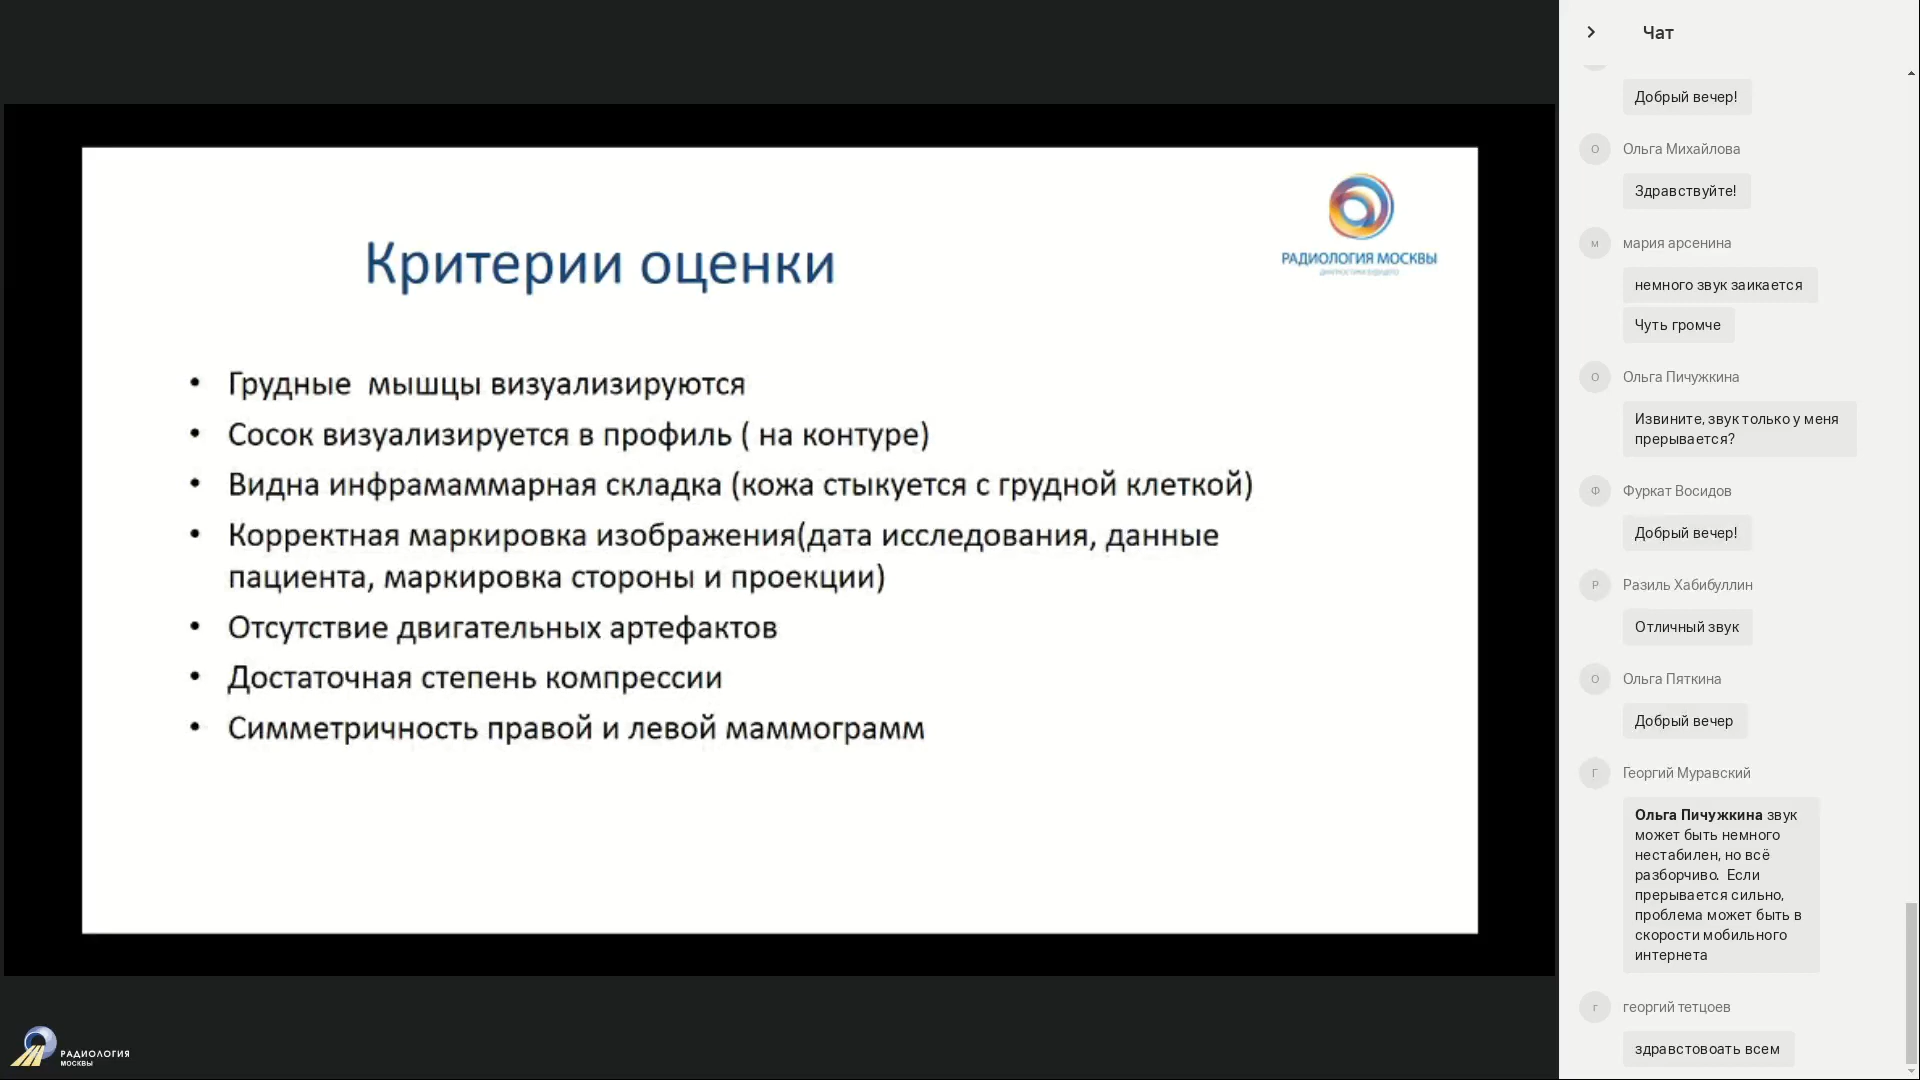 Критерии оценки
РАДИОЛОГИЯ МОСКВЫ
ДИАГНОСТИКА БУДУЩЕГО
• Грудные мышцы визуализируются
• Сосок визуализируется в профиль ( на контуре)
• Видна инфрамаммарная складка (кожа стыкуется с грудной клеткой)
• Корректная маркировка изображения(дата исследования, данные
пациента, маркировка стороны и проекции)
• Отсутствие двигательных артефактов
• Достаточная степень компрессии
• Симметричность правой и левой маммограмм
РАДИОЛОГИЯ
МОСКВЫ
Чат
Добрый вечер!
О
Ольга Михайлова
Здравствуйте!
м
мария арсенина
немного звук заикается
Чуть громче
О
Ольга Пичужкина
Извините, звук только у меня
прерывается?
Ф
Фуркат Восидов
Добрый вечер!
Р
Разиль Хабибуллин
Отличный звук
О
Ольга Пяткина
Добрый вечер
Г
Георгий Муравский
Ольга Пичужкина звук
может быть немного
нестабилен, но всё
разборчиво. Если
прерывается сильно,
проблема может быть в
скорости мобильного
интернета
г
георгий тетцоев
здравстовоать всем